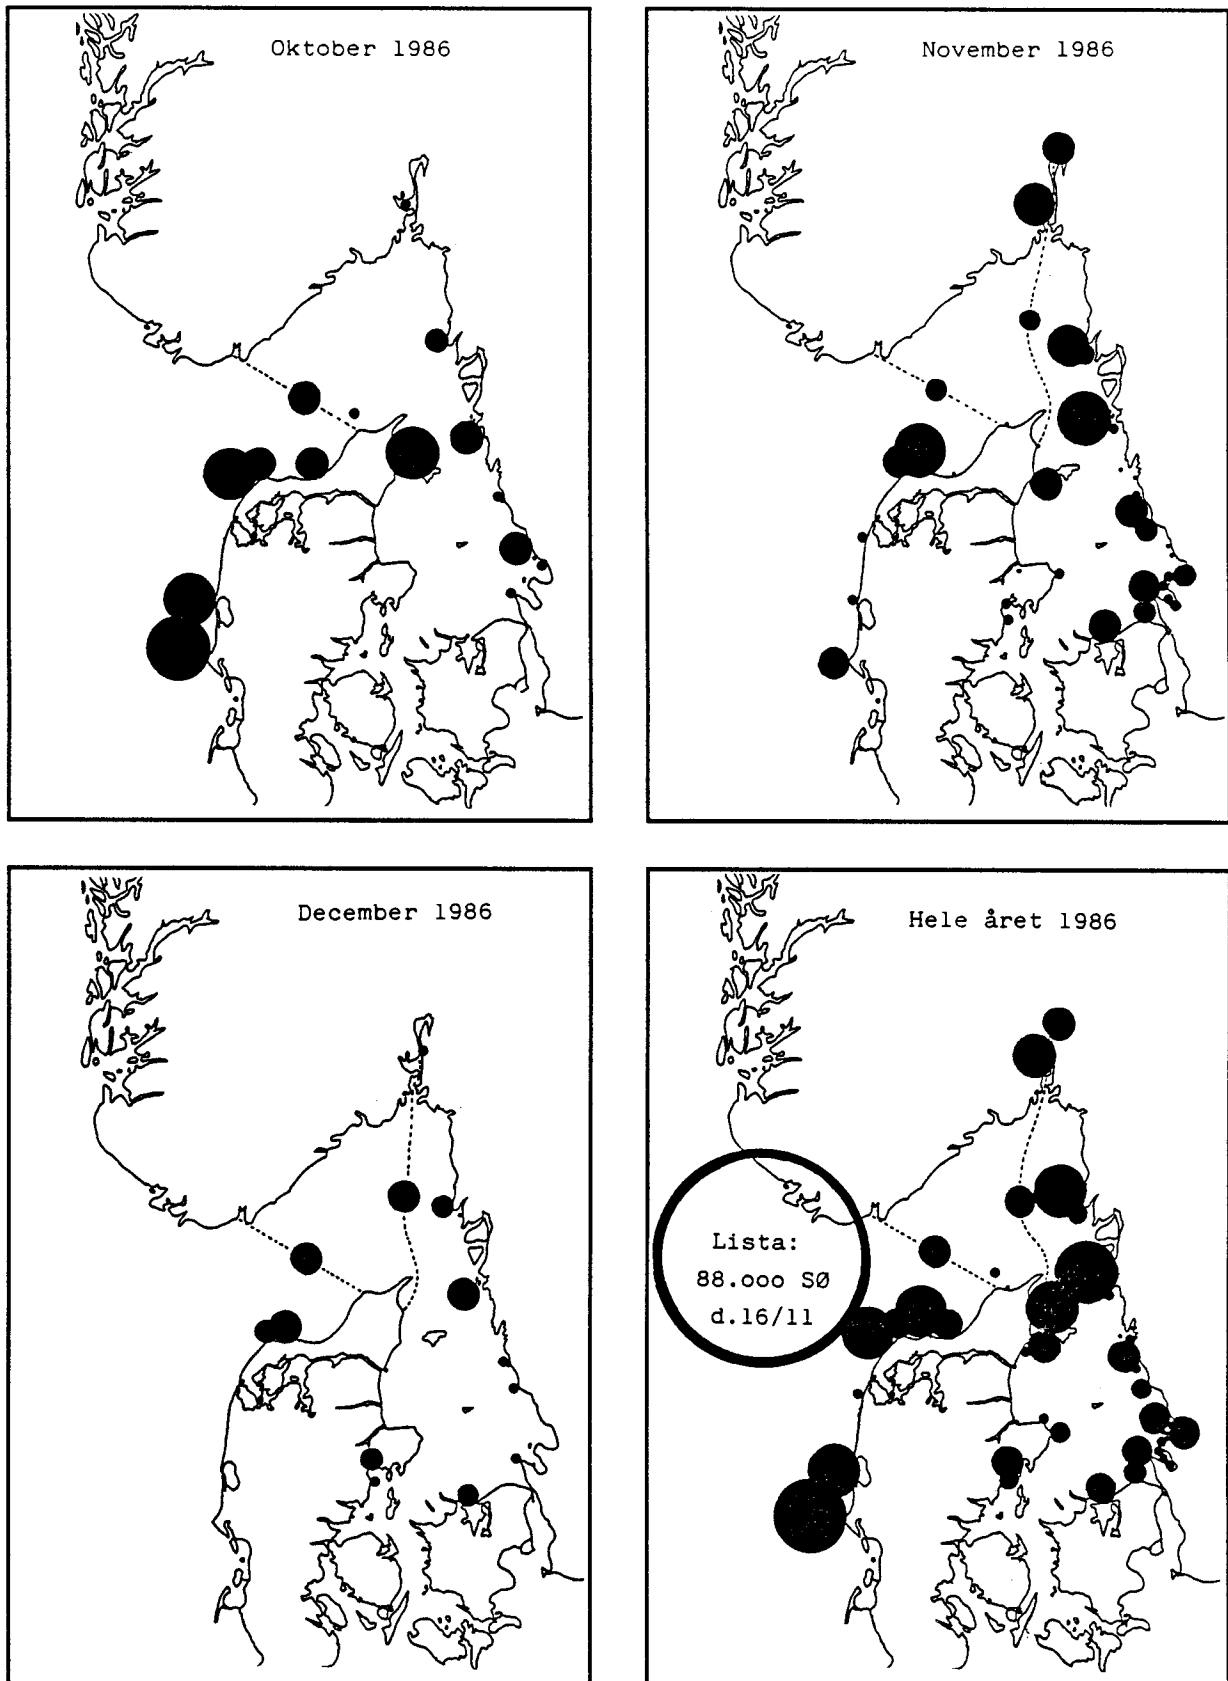 Oktober 1986
November 1986
December 1986
Hele året 1986
Lista:
88.ooo SØ
d.16/11